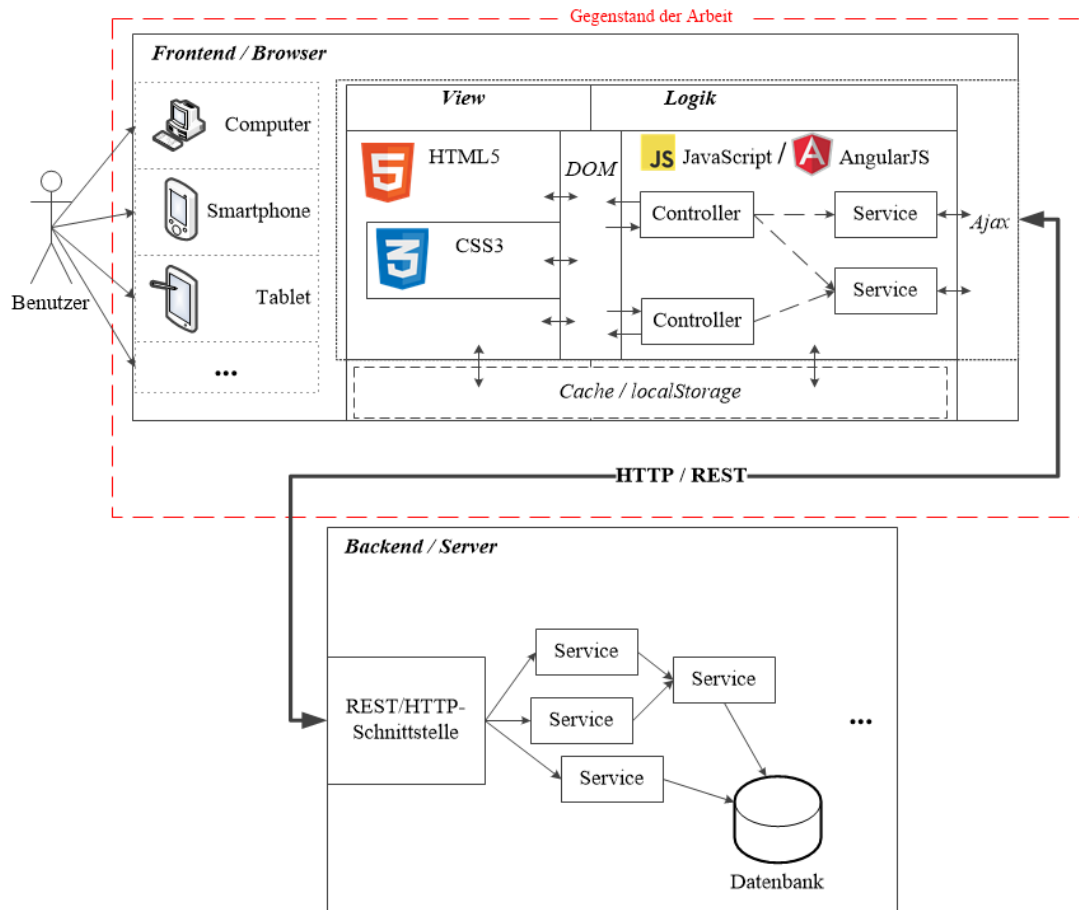 Gegenstand der Arbeit
Frontend / Browser
Computer
Smartphone
Tablet
...
Benutzer
View
Logik
HTML5
CSS3
DOM
JS JavaScript / AngularJS
Controller
Service
Service
Controller
Ajax
Cache / localStorage
HTTP / REST
Backend / Server
REST/HTTP-
Schnittstelle
Service
Service
Service
Service
...
Datenbank